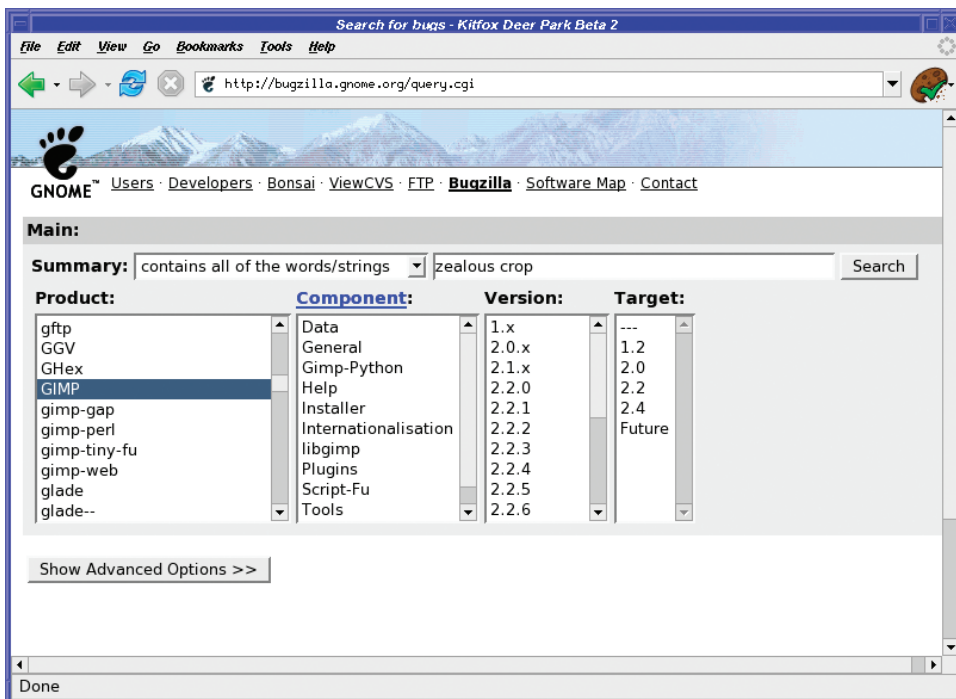 Search for bugs - Kitfox Deer Park Beta 2
File Edit View Go Bookmarks Tools Help
http://bugzilla.gnome.org/query.cgi
GNOME™ Users · Developers · Bonsai · ViewCVS · FTP · Bugzilla · Software Map · Contact
Main:
Summary: contains all of the words/strings zealous crop Search
Product: Component: Version: Target:
gftp Data 1.x ---
GGV General 2.0.x 1.2
GHex Gimp-Python 2.1.x 2.0
GIMP Help 2.2.0 2.2
gimp-gap Installer 2.2.1 2.4
gimp-perl Internationalisation 2.2.2 Future
gimp-tiny-fu libgimp 2.2.3
gimp-web Plugins 2.2.4
glade Script-Fu 2.2.5
glade-- Tools 2.2.6
Show Advanced Options >>
Done